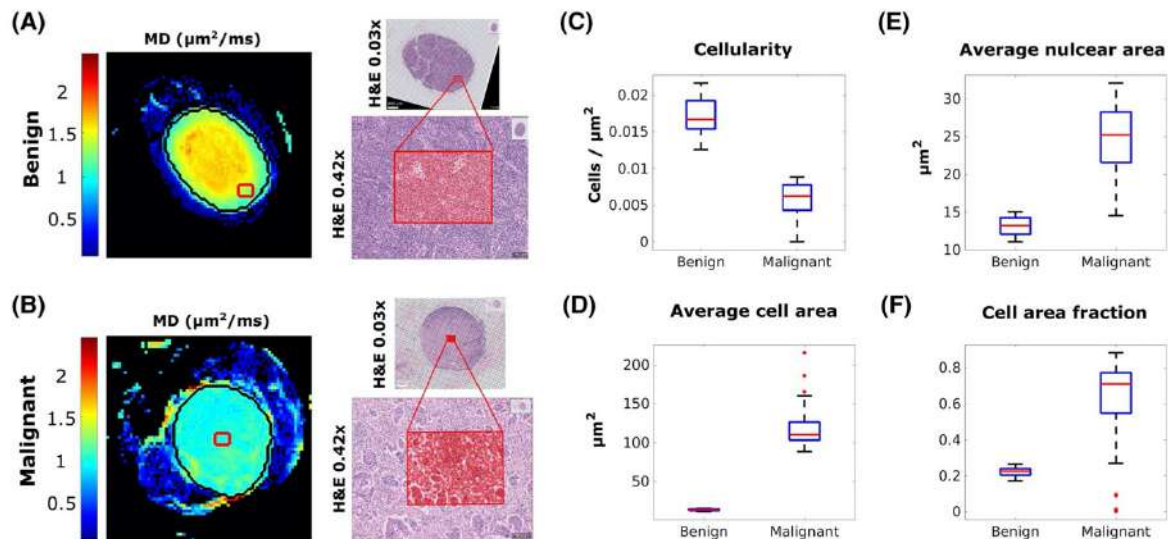 (A)
MD (μm²/ms)
Benign
2
1.5
1
0.5
H&E 0.03x
H&E 0.42x
(B)
MD (μm²/ms)
Malignant
2
1.5
1
0.5
H&E 0.03x
H&E 0.42x
(C)
Cellularity
Cells / μm²
0.02
0.015
0.01
0.005
0
Benign Malignant
(D)
Average cell area
μm²
200
150
100
50
Benign Malignant
(E)
Average nulcear area
μm²
30
25
20
15
10
Benign Malignant
(F)
Cell area fraction
0.8
0.6
0.4
0.2
0
Benign Malignant